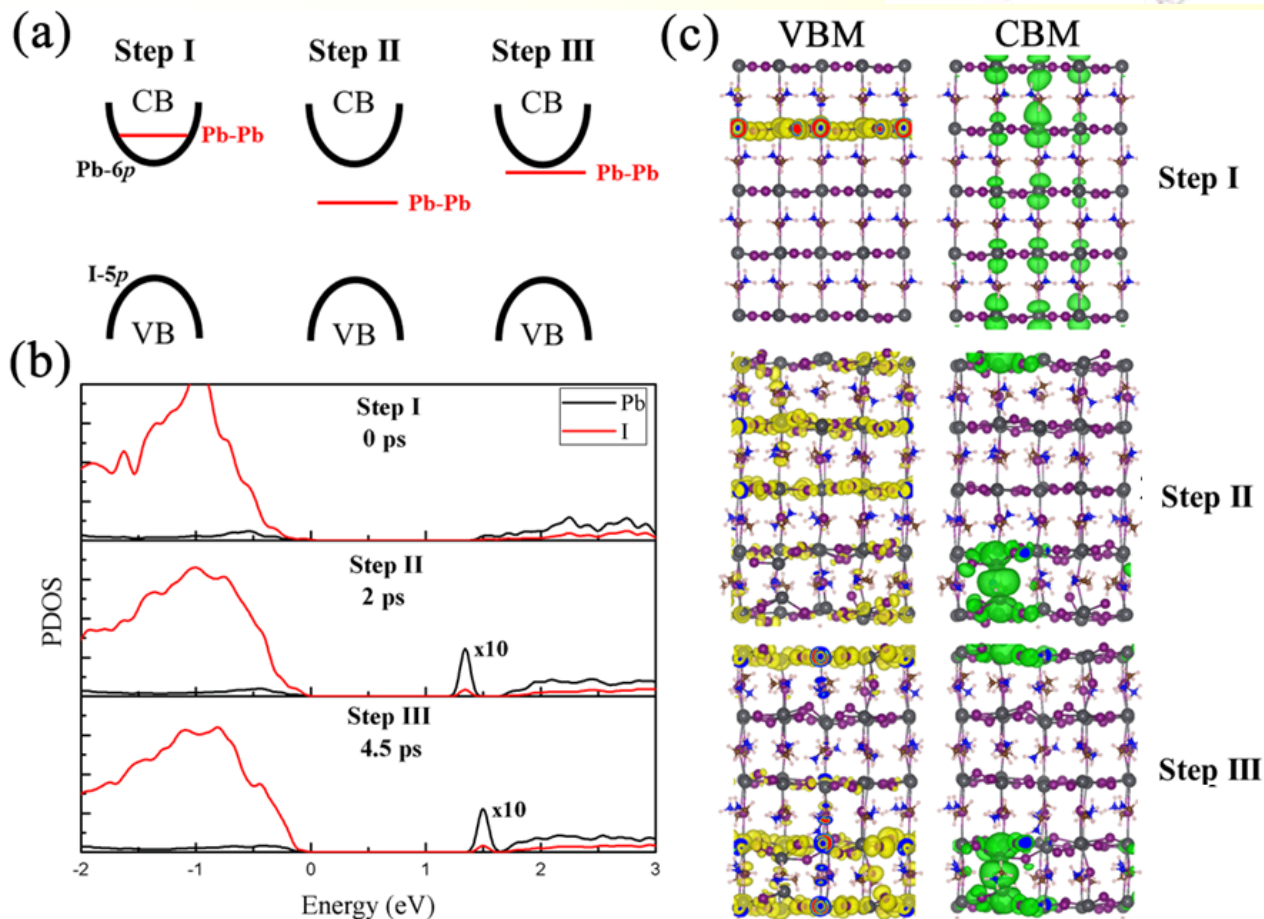 (a)
Step I Step II Step III
CB CB CB
Pb-Pb
Pb-6p
Pb-Pb
Pb-Pb
I-5p
VB VB VB
(b)
Step I
0 ps
Pb
I
Step II
2 ps
x10
Step III
4.5 ps
x10
PDOS
-2 -1 0 1 2 3
Energy (eV)
(c)
VBM CBM
Step I
Step II
Step III